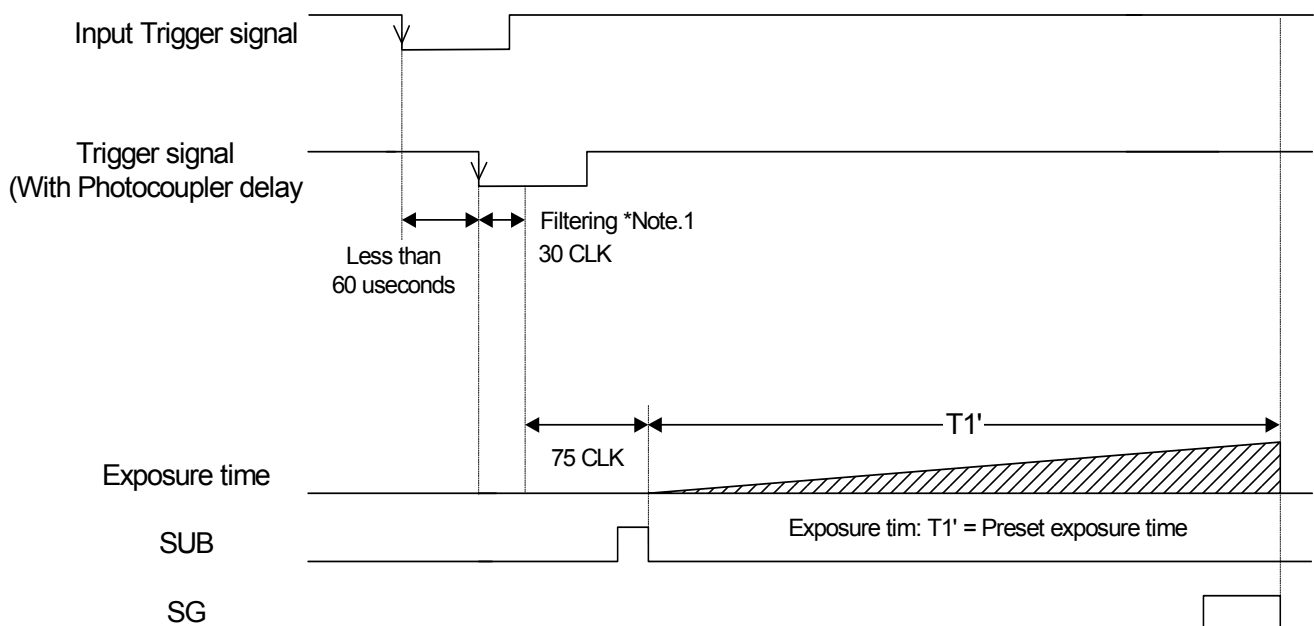 Input Trigger signal
Trigger signal
(With Photocoupler delay
Filtering *Note.1
30 CLK
Less than
60 useconds
T1'
75 CLK
Exposure time
Exposure tim: T1' = Preset exposure time
SUB
SG